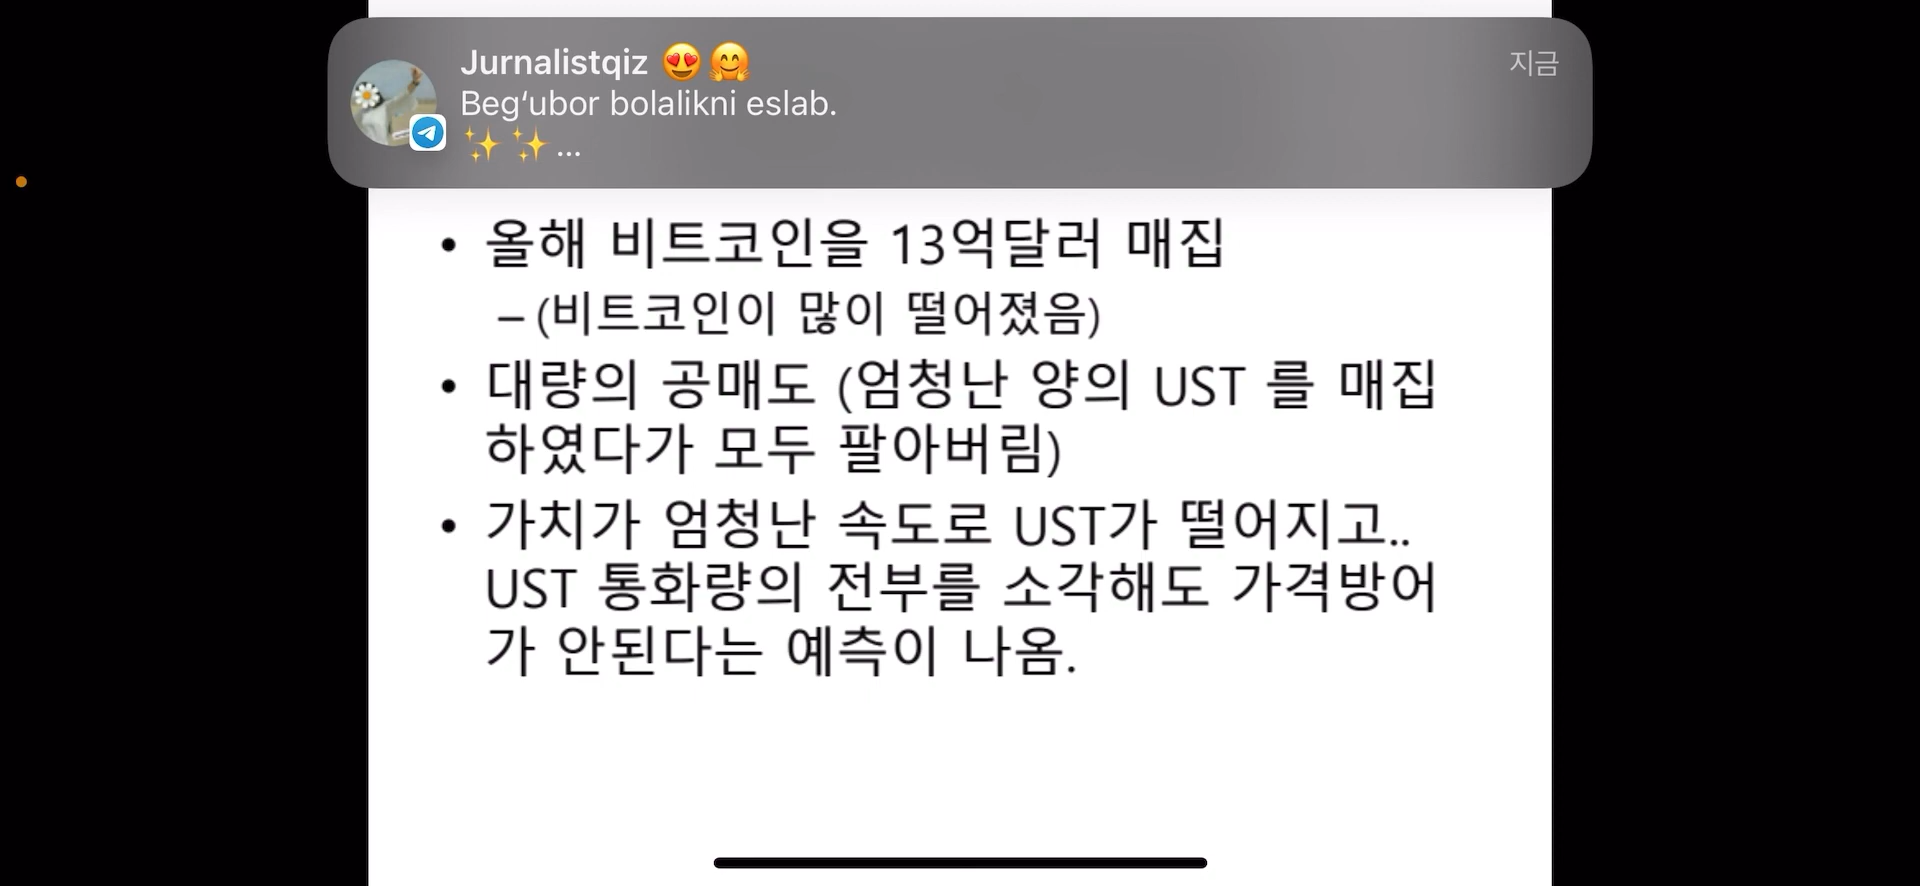 Jurnalistqiz 😍🤗
지금
Beg‘ubor bolalikni eslab.
✨ ✨...
• 올해 비트코인을 13억달러 매집
– (비트코인이 많이 떨어졌음)
• 대량의 공매도 (엄청난 양의 UST 를 매집
하였다가 모두 팔아버림)
• 가치가 엄청난 속도로 UST가 떨어지고..
UST 통화량의 전부를 소각해도 가격방어
가 안된다는 예측이 나옴.